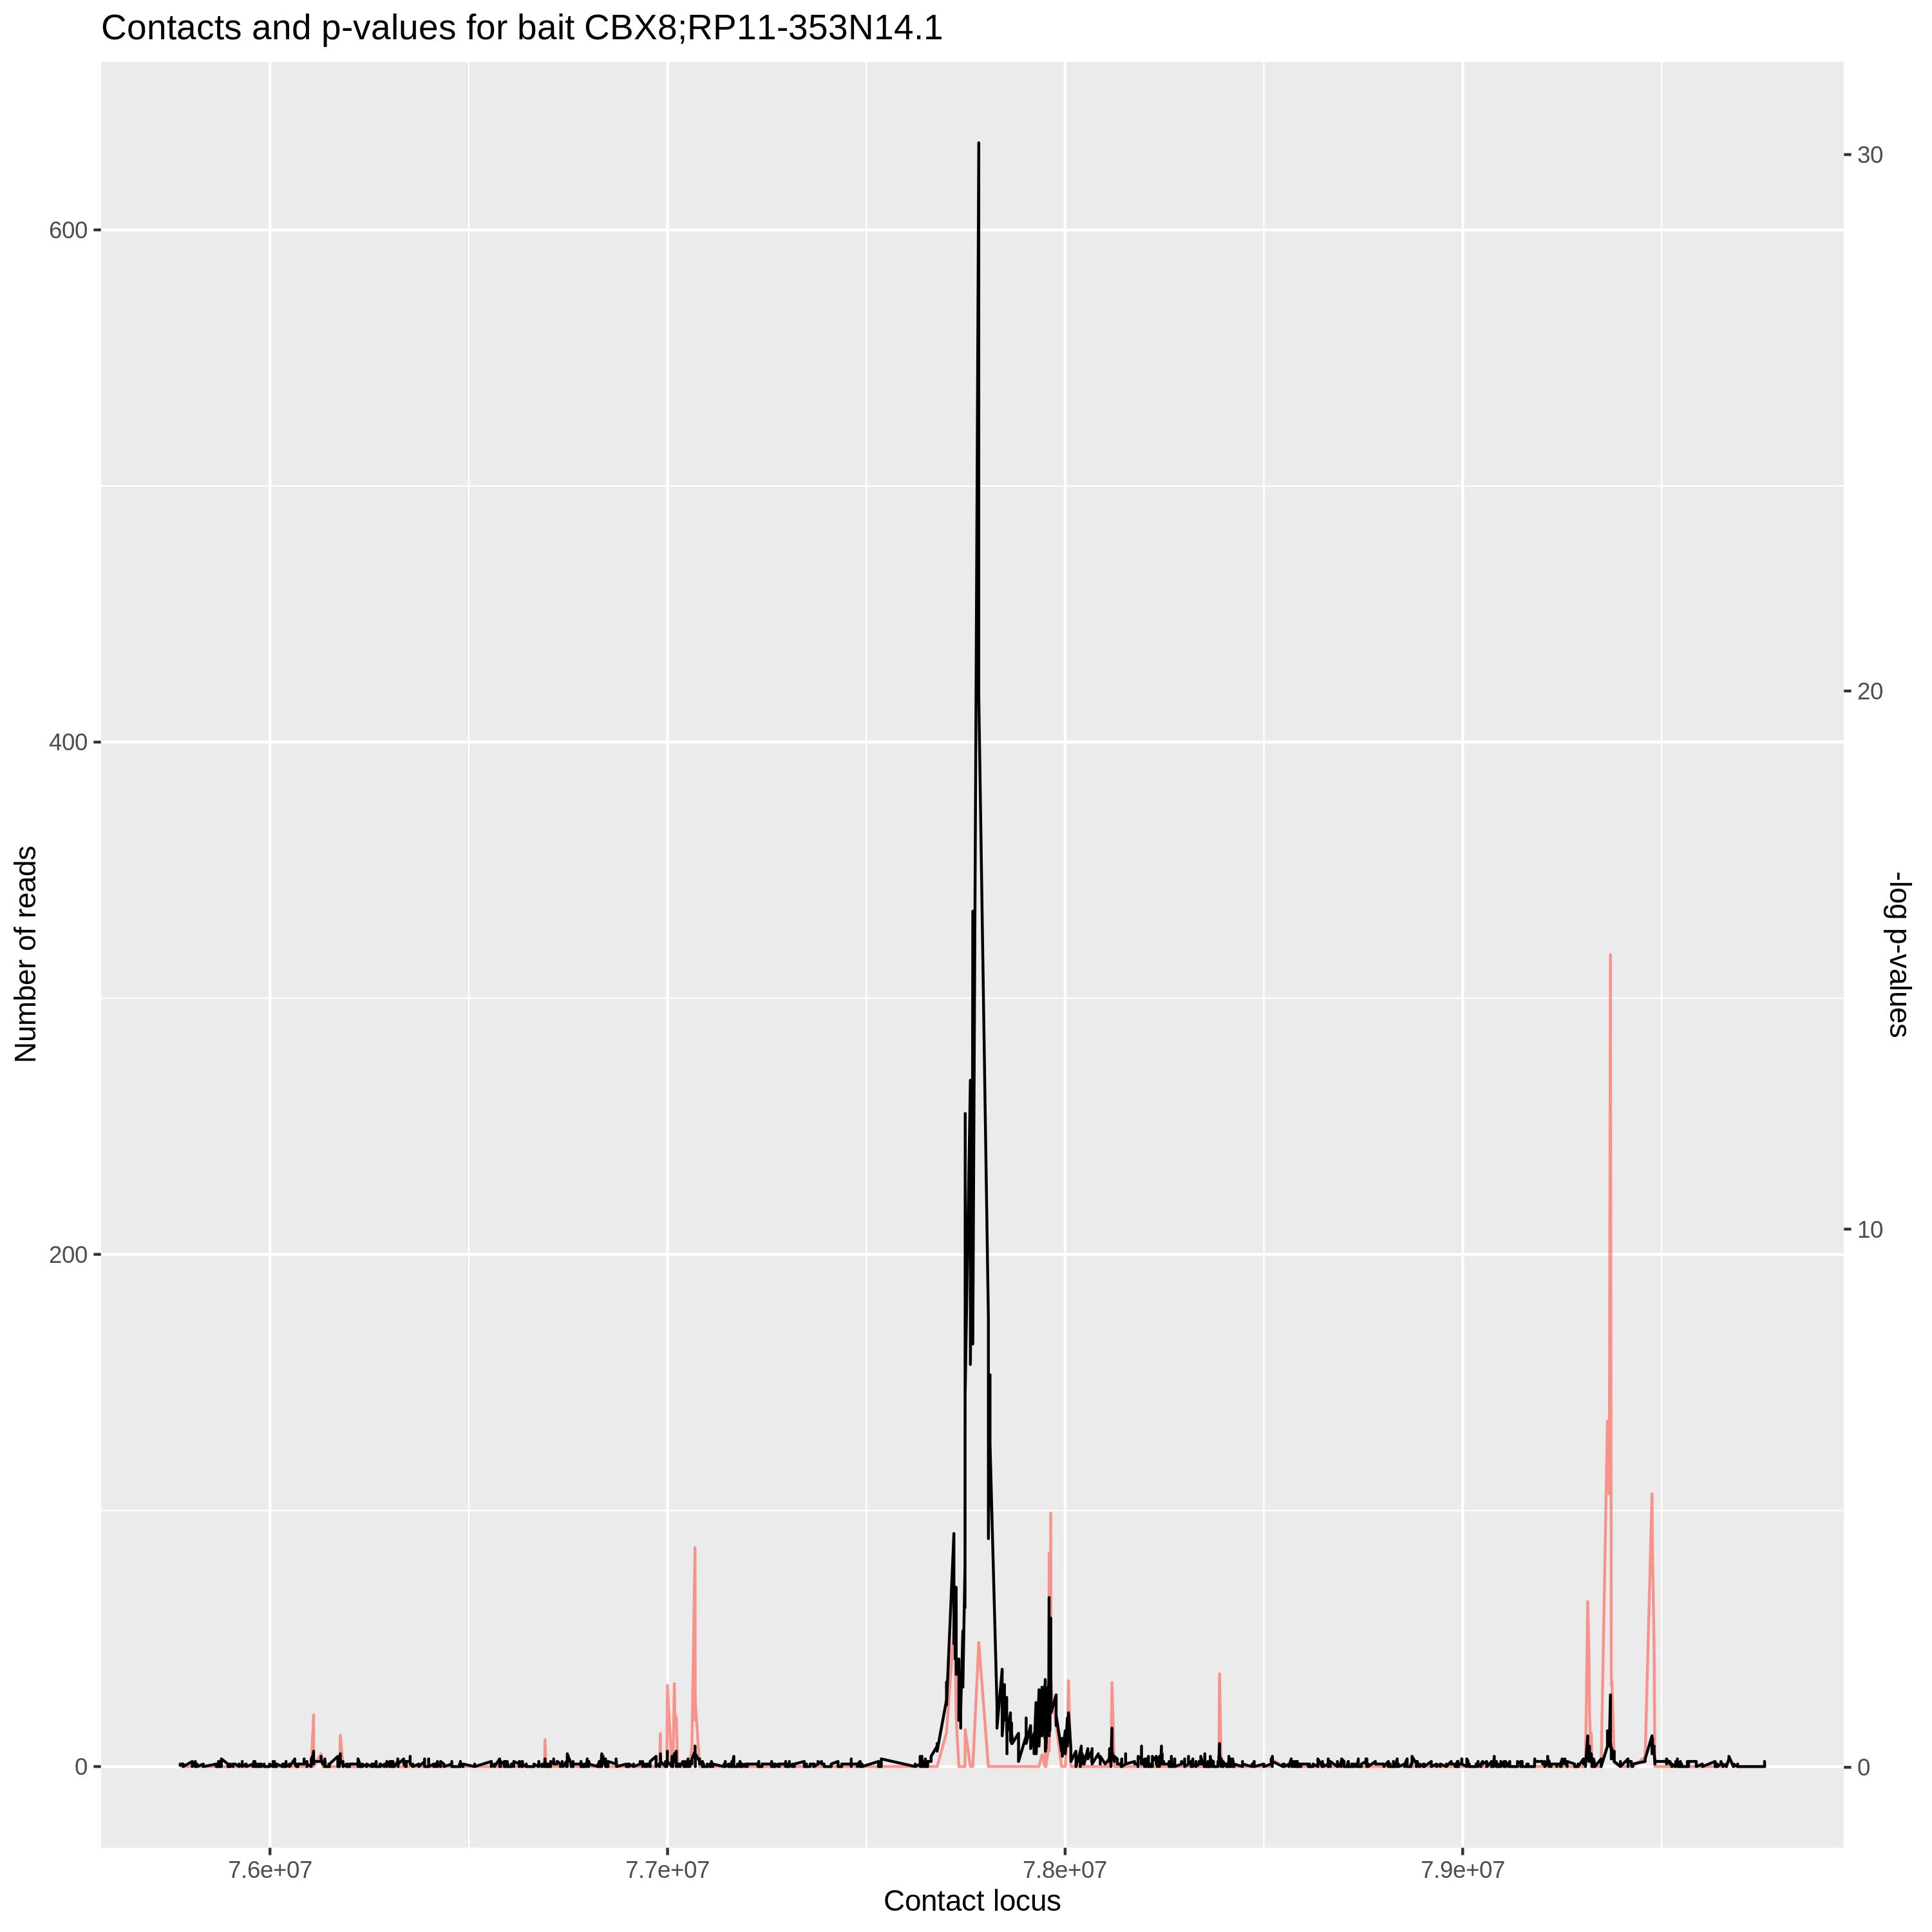 Contacts and p-values for bait CBX8;RP11-353N14.1
600
400
200
0
Number of reads
30
20
10
0
-log p-values
7.6e+07 7.7e+07 7.8e+07 7.9e+07
Contact locus